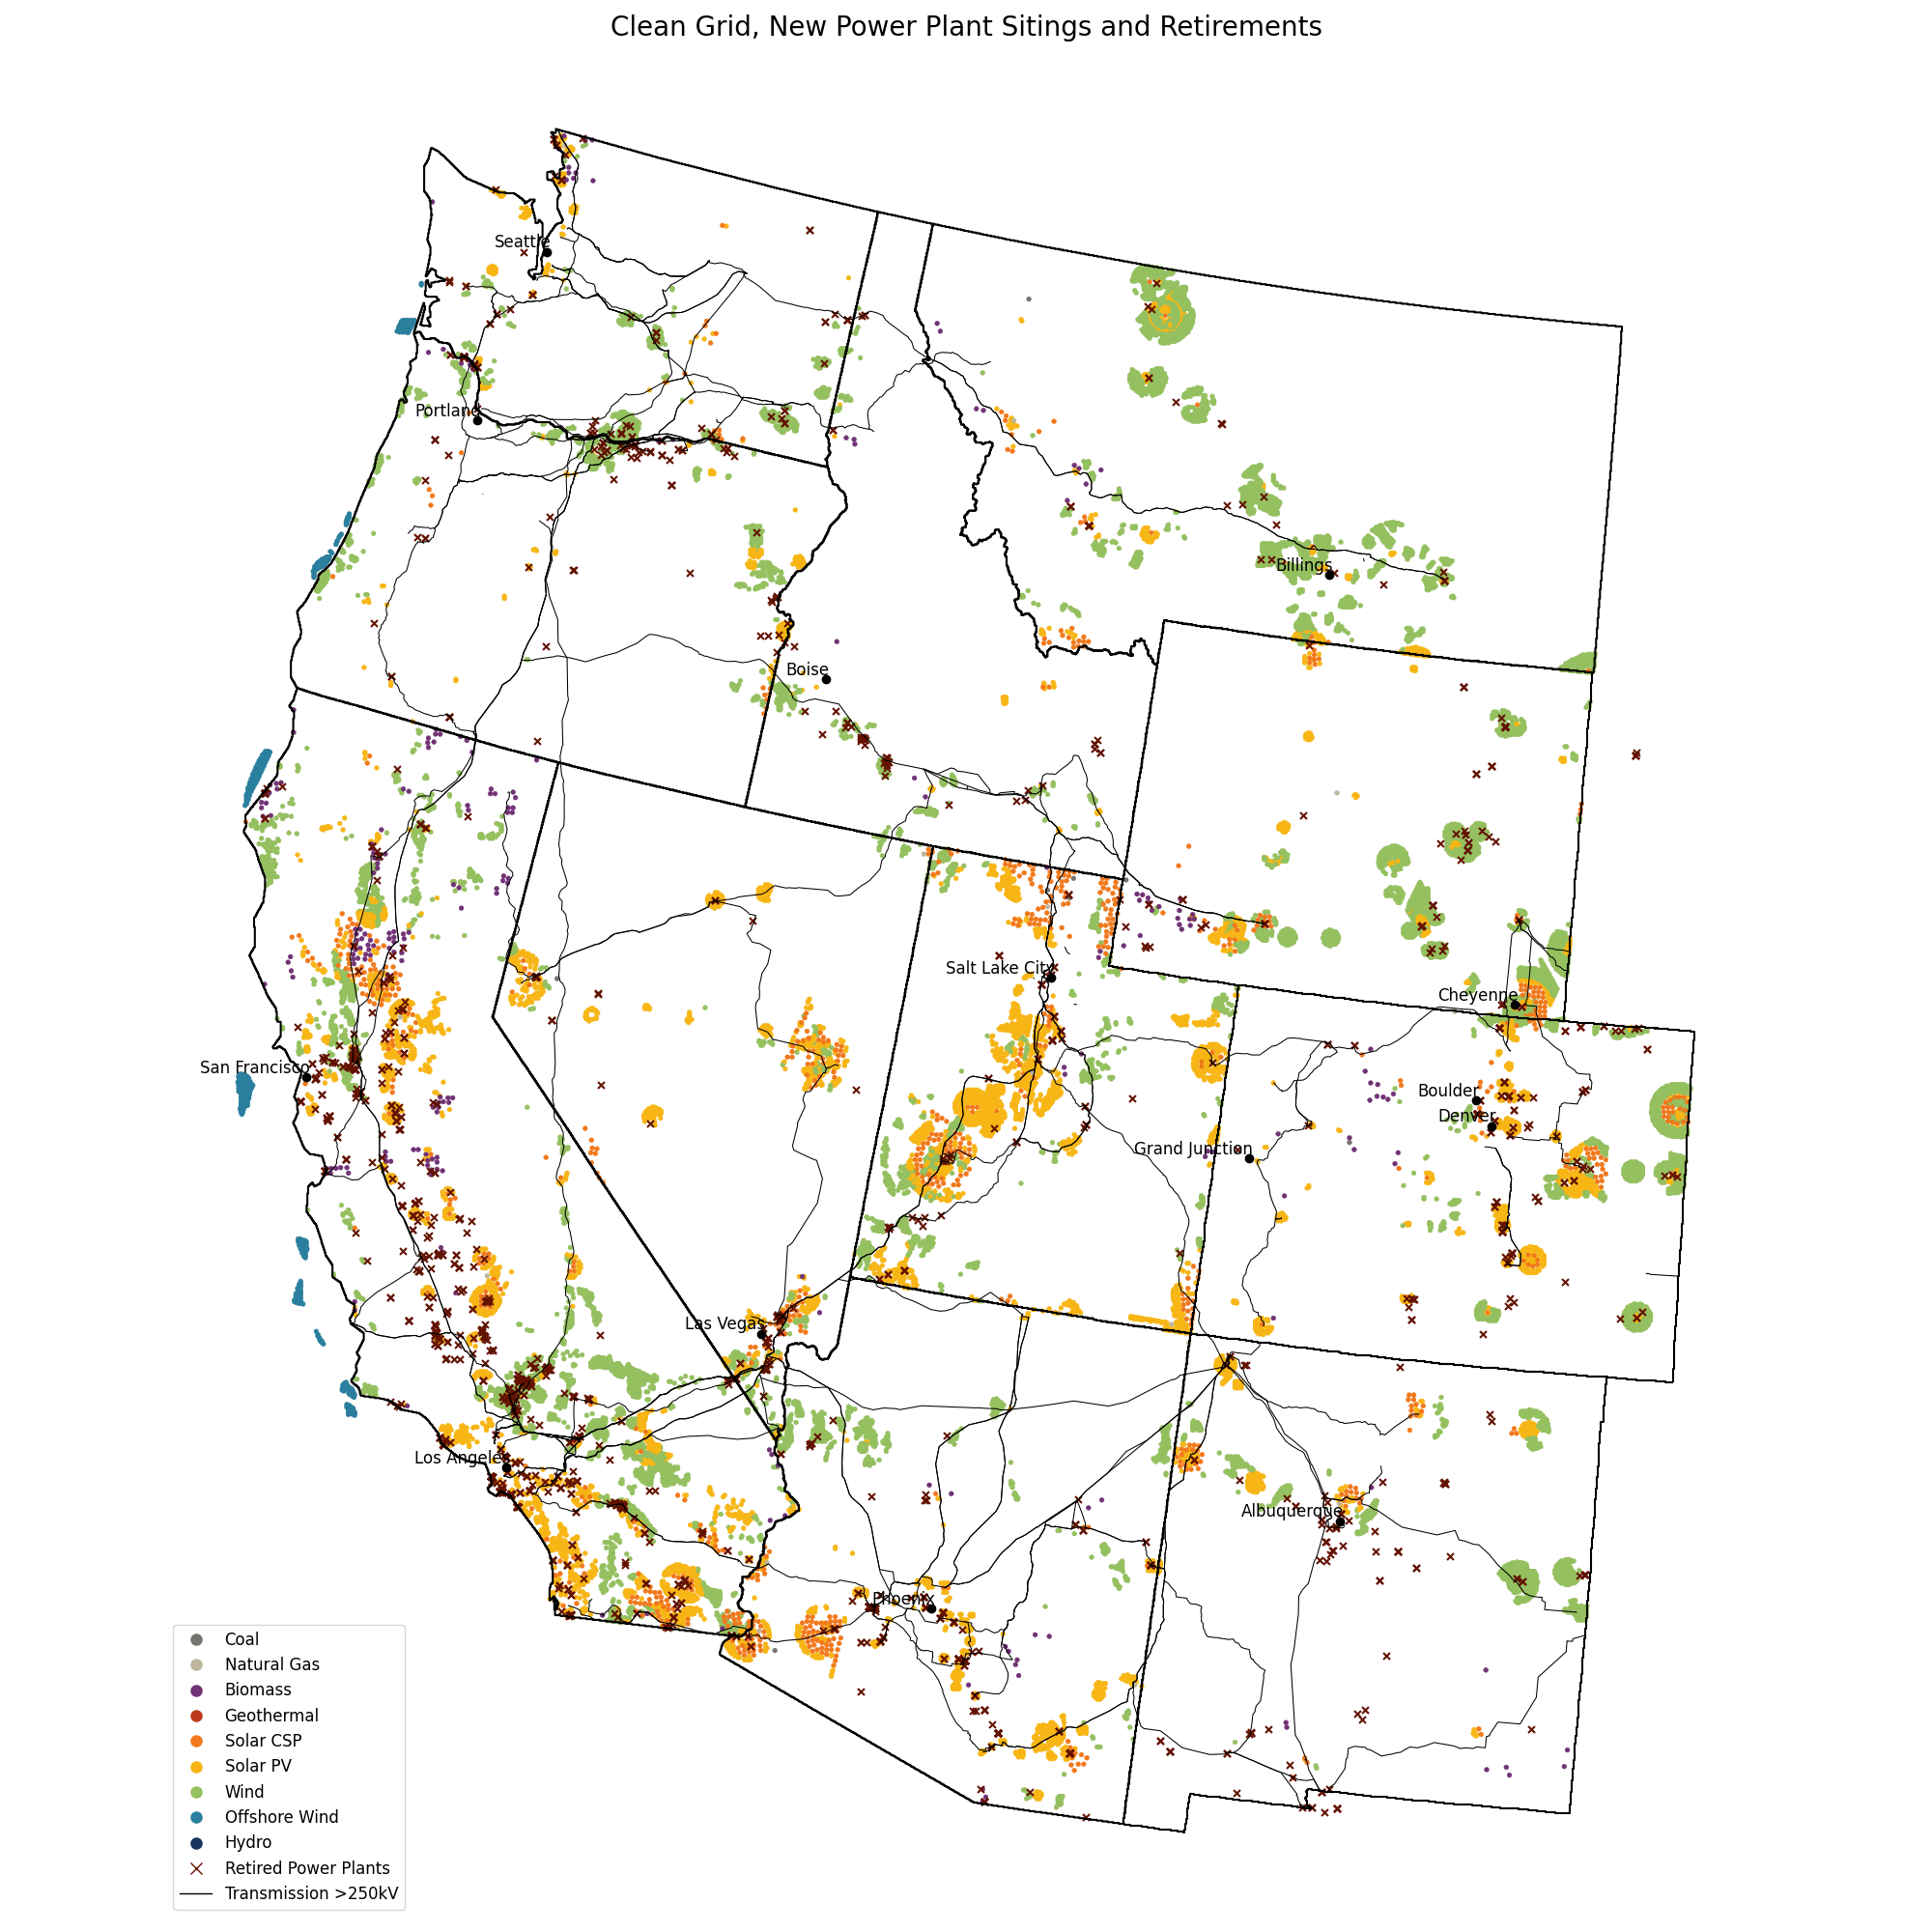 Clean Grid, New Power Plant Sitings and Retirements
Seattle
Portland
Billings
Boise
Salt Lake City
Cheyenne
San Francisco
Boulder
Denver
Grand Junction
Las Vegas
Los Angeles
Albuquerque
Phoenix
Coal
Natural Gas
Biomass
Geothermal
Solar CSP
Solar PV
Wind
Offshore Wind
Hydro
Retired Power Plants
Transmission >250kV